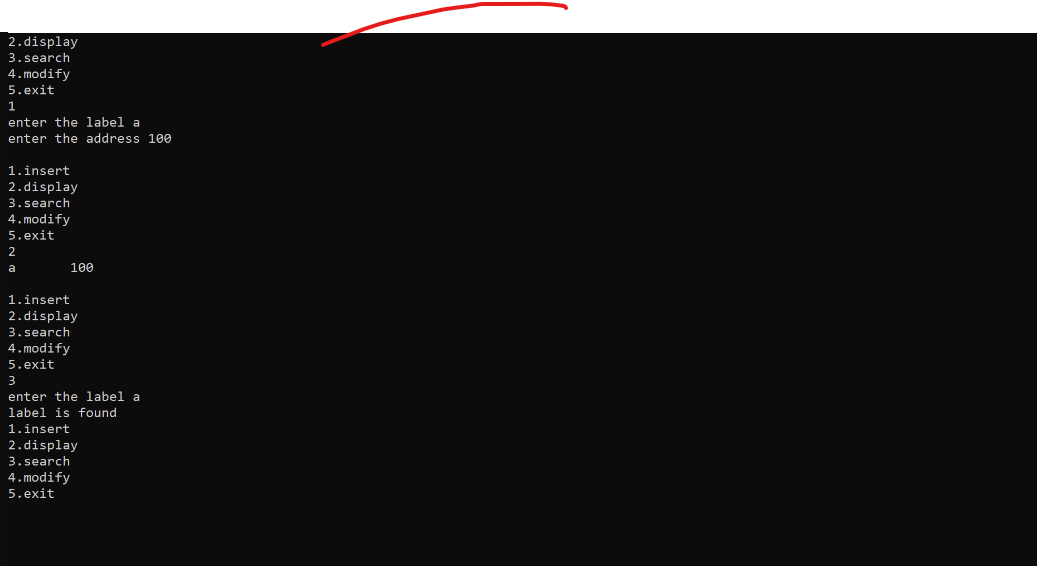 2.display
3.search
4.modify
5.exit
1
enter the label a
enter the address 100
1.insert
2.display
3.search
4.modify
5.exit
2
a       100
1.insert
2.display
3.search
4.modify
5.exit
3
enter the label a
label is found
1.insert
2.display
3.search
4.modify
5.exit